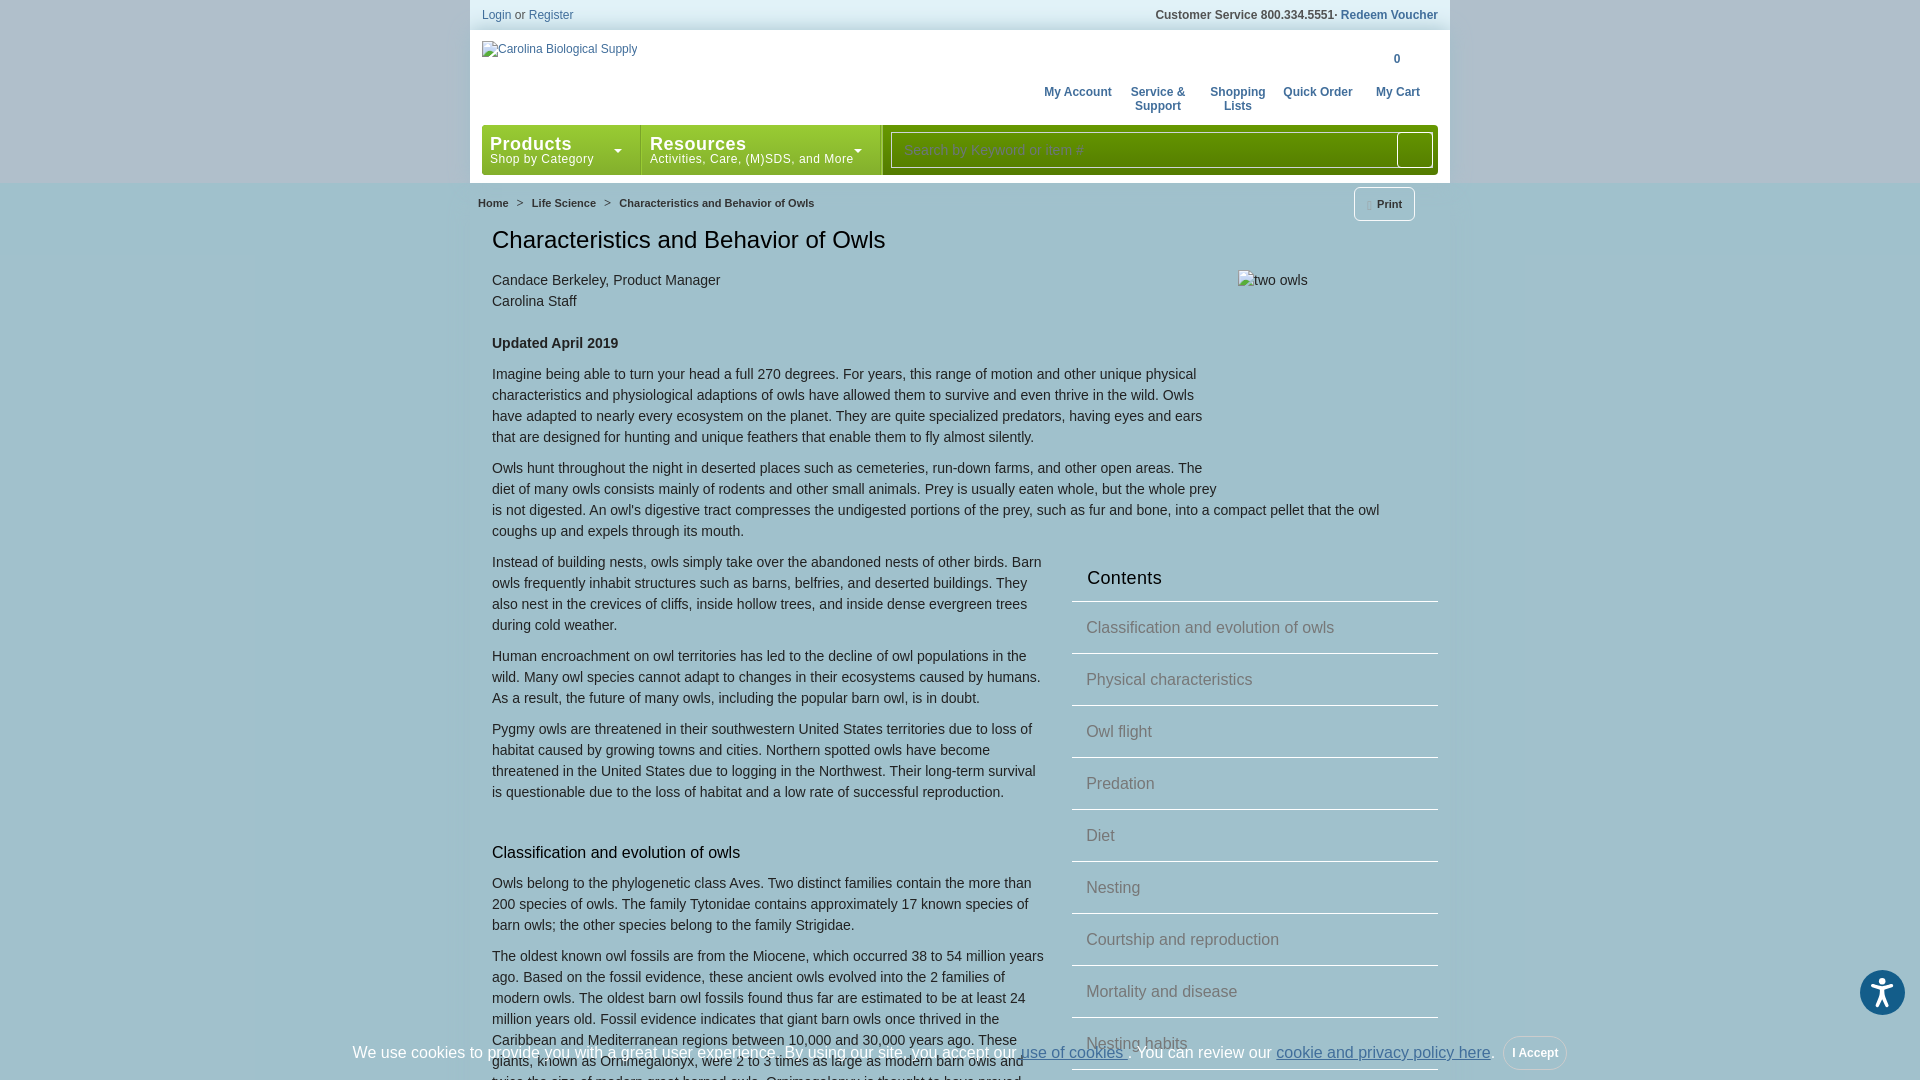 Login or Register
Customer Service 800.334.5551· Redeem Voucher
Carolina Biological Supply
0
My Account
Service &
Support
Shopping
Lists
Quick Order
My Cart
Products
Shop by Category
Resources
Activities, Care, (M)SDS, and More
Search by Keyword or Item #
Home > Life Science > Characteristics and Behavior of Owls
Print
Characteristics and Behavior of Owls
Candace Berkeley, Product Manager
Carolina Staff
two owls
Updated April 2019
Imagine being able to turn your head a full 270 degrees. For years, this range of motion and other unique physical
characteristics and physiological adaptions of owls have allowed them to survive and even thrive in the wild. Owls
have adapted to nearly every ecosystem on the planet. They are quite specialized predators, having eyes and ears
that are designed for hunting and unique feathers that enable them to fly almost silently.
Owls hunt throughout the night in deserted places such as cemeteries, run-down farms, and other open areas. The
diet of many owls consists mainly of rodents and other small animals. Prey is usually eaten whole, but the whole prey
is not digested. An owl's digestive tract compresses the undigested portions of the prey, such as fur and bone, into a compact pellet that the owl
coughs up and expels through its mouth.
Instead of building nests, owls simply take over the abandoned nests of other birds. Barn
owls frequently inhabit structures such as barns, belfries, and deserted buildings. They
also nest in the crevices of cliffs, inside hollow trees, and inside dense evergreen trees
during cold weather.
Human encroachment on owl territories has led to the decline of owl populations in the
wild. Many owl species cannot adapt to changes in their ecosystems caused by humans.
As a result, the future of many owls, including the popular barn owl, is in doubt.
Pygmy owls are threatened in their southwestern United States territories due to loss of
habitat caused by growing towns and cities. Northern spotted owls have become
threatened in the United States due to logging in the Northwest. Their long-term survival
is questionable due to the loss of habitat and a low rate of successful reproduction.
Contents
Classification and evolution of owls
Physical characteristics
Owl flight
Predation
Diet
Nesting
Courtship and reproduction
Mortality and disease
Nesting habits
Classification and evolution of owls
Owls belong to the phylogenetic class Aves. Two distinct families contain the more than
200 species of owls. The family Tytonidae contains approximately 17 known species of
barn owls; the other species belong to the family Strigidae.
The oldest known owl fossils are from the Miocene, which occurred 38 to 54 million years
ago. Based on the fossil evidence, these ancient owls evolved into the 2 families of
modern owls. The oldest barn owl fossils found thus far are estimated to be at least 24
million years old. Fossil evidence indicates that giant barn owls once thrived in the
Caribbean and Mediterranean regions between 10,000 and 30,000 years ago. These
giants, known as Ornimegalonyx, were 2 to 3 times as large as modern barn owls and
twice the size of modern great horned owls. Ornimegalonyx is thought to have preyed
We use cookies to provide you with a great user experience. By using our site, you accept our use of cookies . You can review our cookie and privacy policy here. I Accept